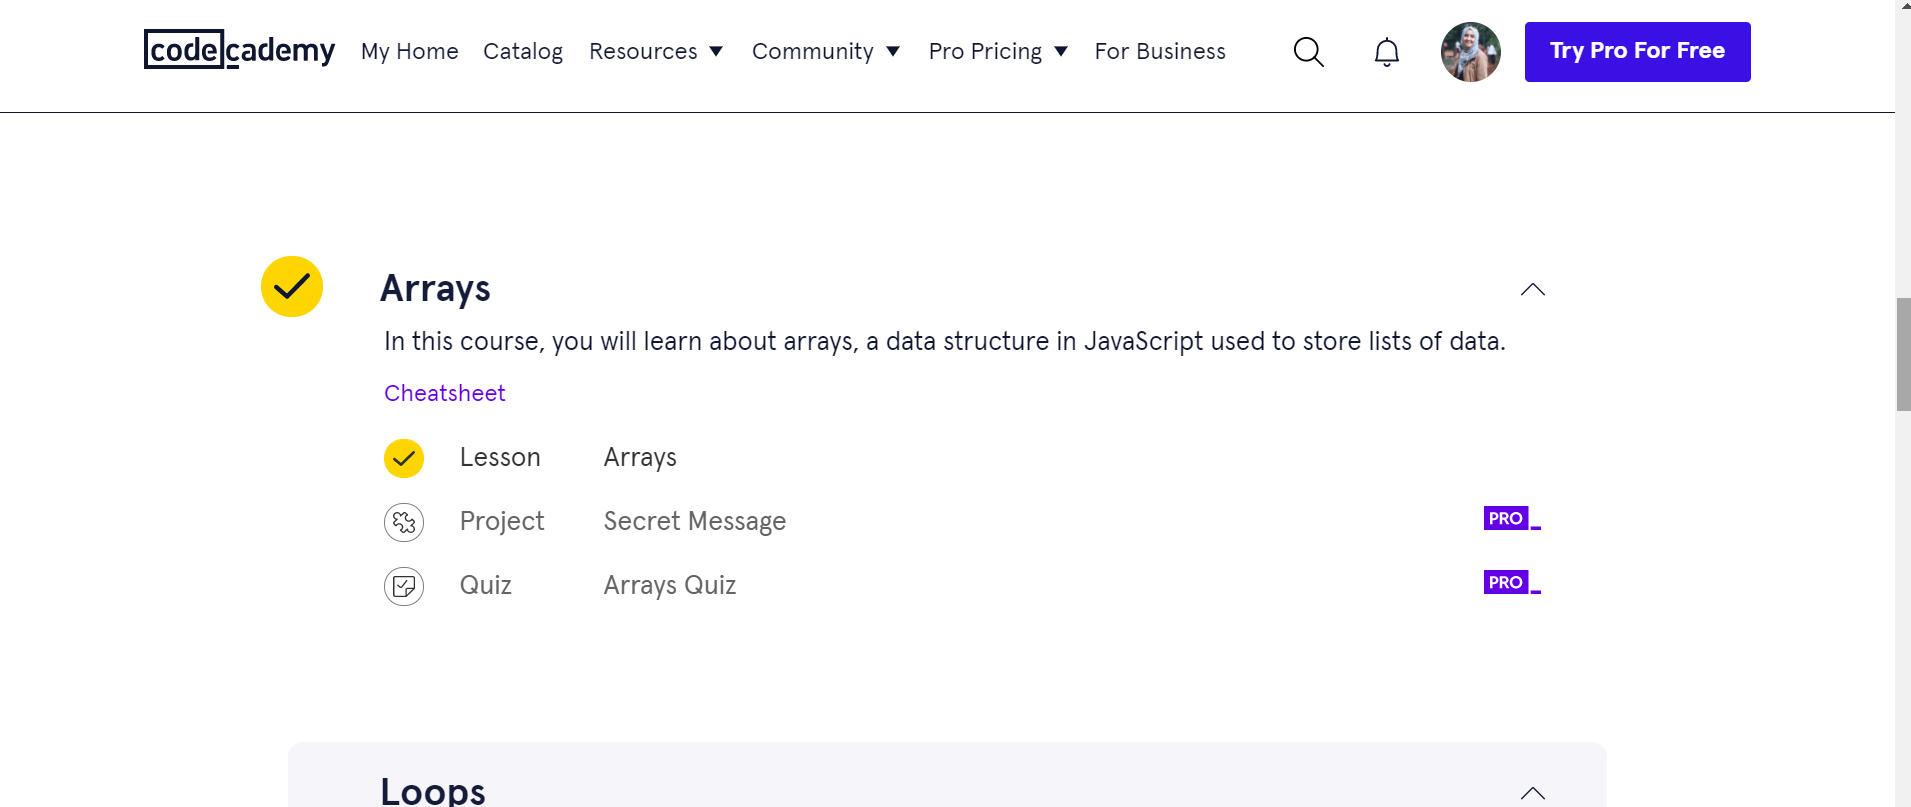 codecademy My Home Catalog Resources Community Pro Pricing For Business Try Pro For Free
Arrays
In this course, you will learn about arrays, a data structure in JavaScript used to store lists of data.
Cheatsheet
Lesson Arrays
Project Secret Message PRO
Quiz Arrays Quiz PRO
Loops